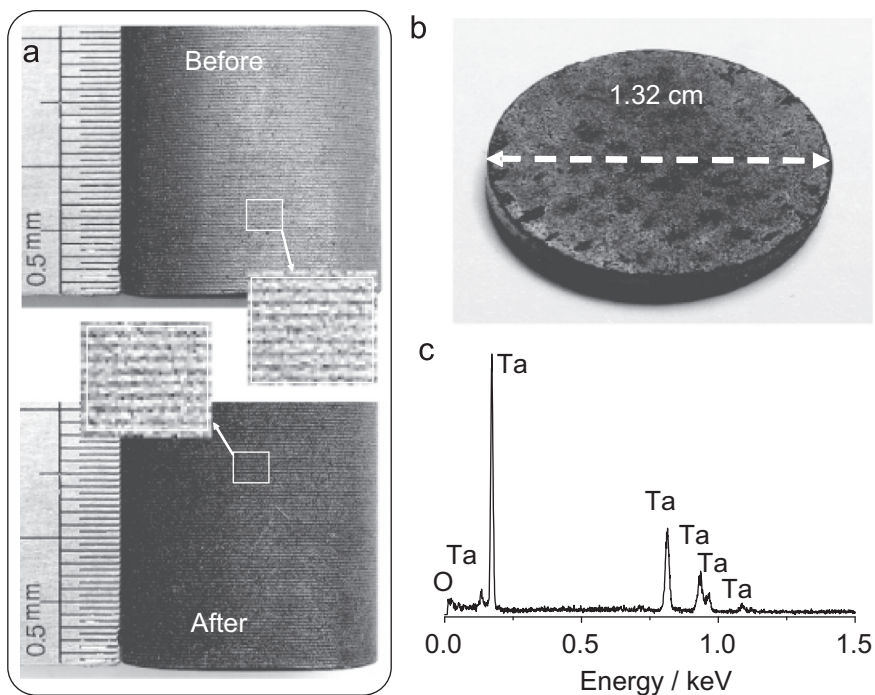 a
Before
0.5 mm
After
0.5 mm
b
1.32 cm
c
Ta
Ta
Ta
Ta
Ta
Ta
O
0.0 0.5 1.0 1.5
Energy / keV